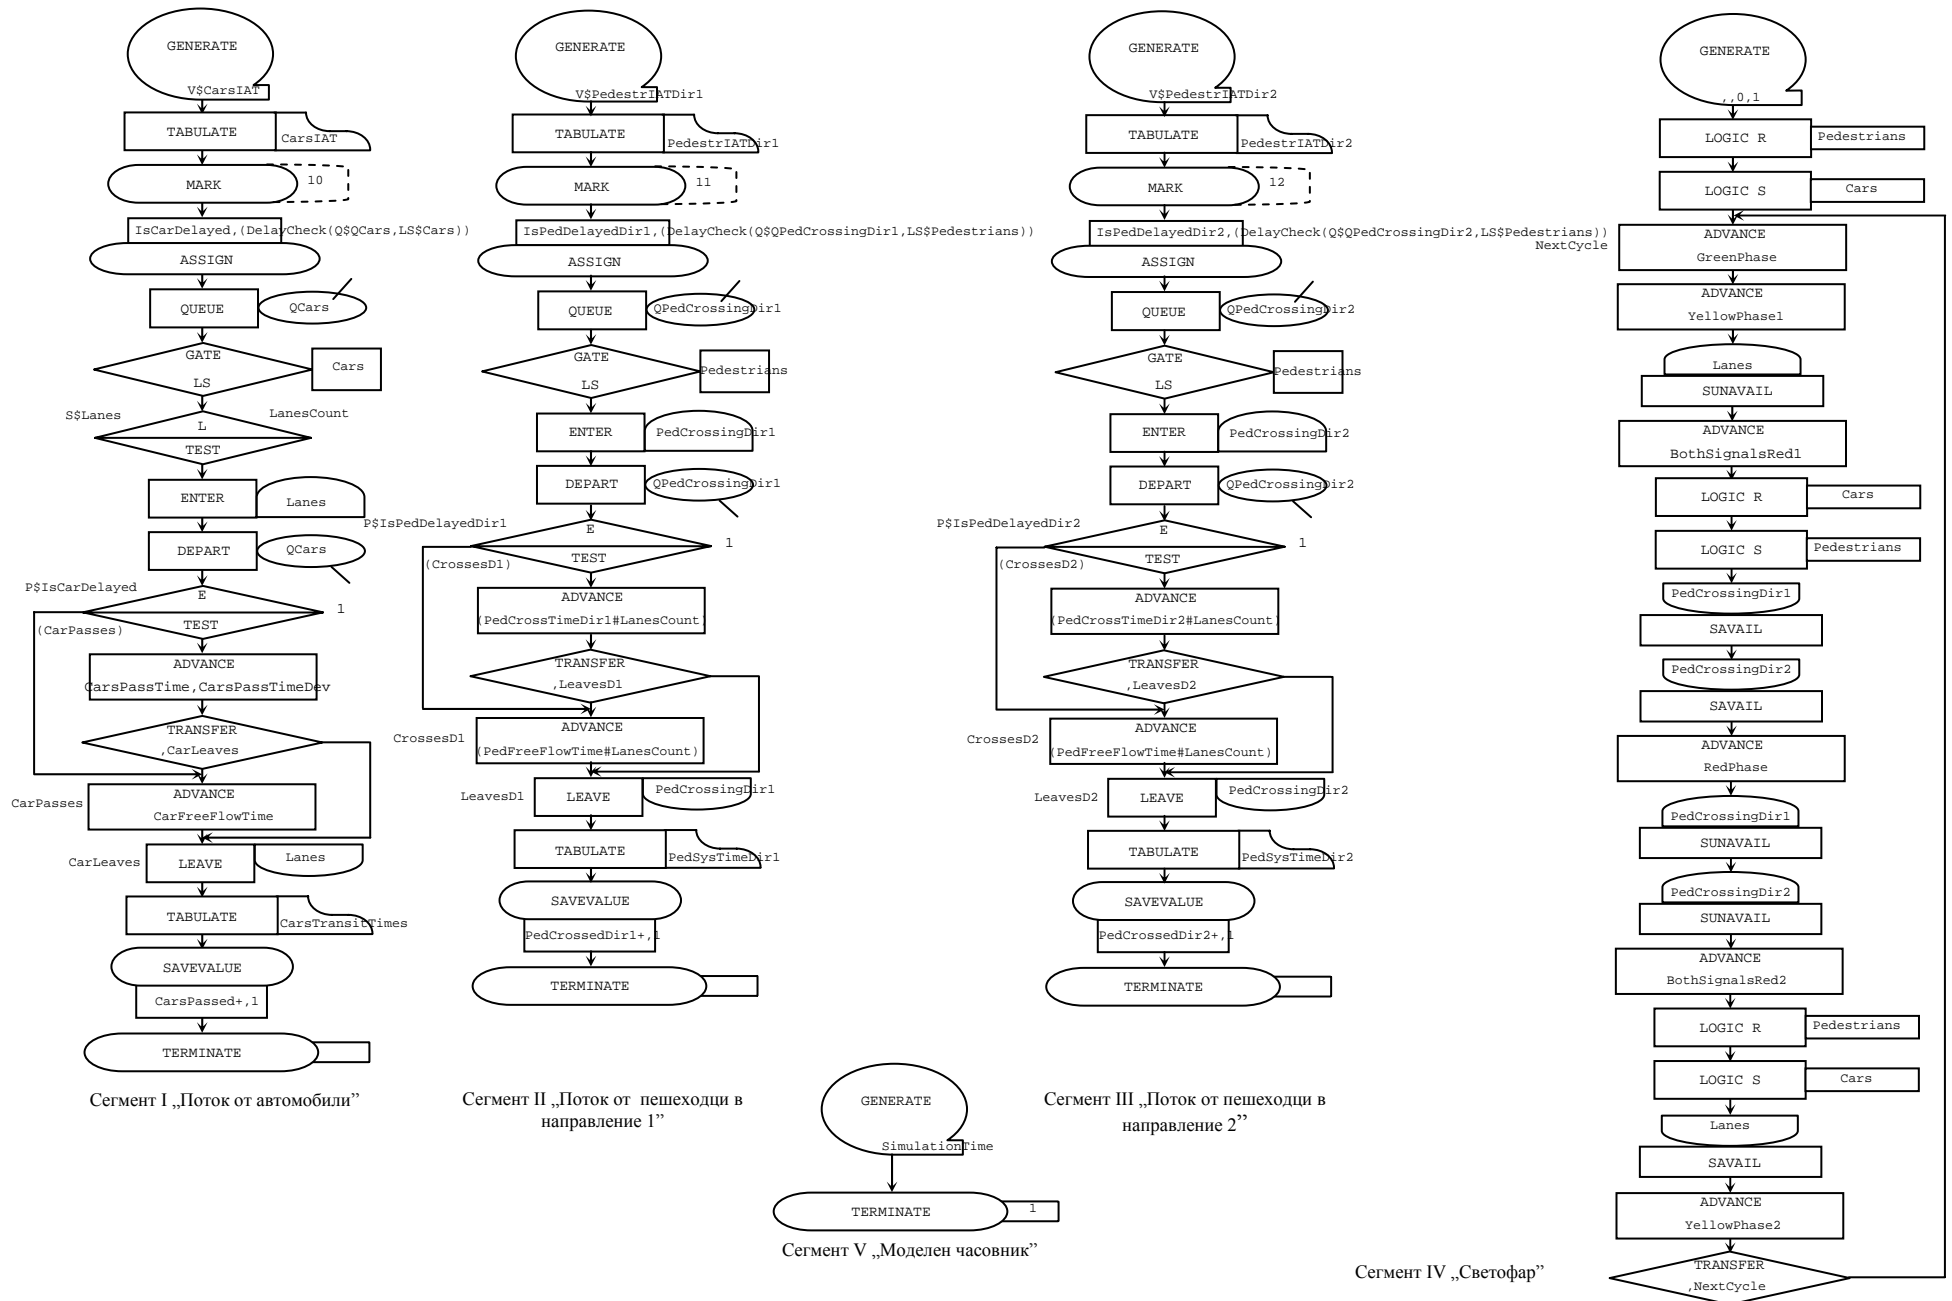 GENERATE
V$CarsIAT
TABULATE
CarsIAT
MARK
10
IsCarDelayed,(DelayCheck(Q$QCars,LS$Cars))
ASSIGN
QUEUE
QCars
GATE
LS
Cars
S$Lanes
L
LanesCount
TEST
ENTER
Lanes
DEPART
QCars
P$IsCarDelayed
E
1
(CarPasses)
TEST
ADVANCE
CarsPassTime,CarsPassTimeDev
TRANSFER
,CarLeaves
CarPasses
ADVANCE
CarFreeFlowTime
CarLeaves
LEAVE
Lanes
TABULATE
CarsTransitTimes
SAVEVALUE
CarsPassed+,1
TERMINATE
Сегмент I „Поток от автомобили”
GENERATE
V$PedestrIATDir1
TABULATE
PedestrIATDir1
MARK
11
IsPedDelayedDir1,(DelayCheck(Q$QPedCrossingDir1,LS$Pedestrians))
ASSIGN
QUEUE
QPedCrossingDir1
GATE
LS
Pedestrians
ENTER
PedCrossingDir1
DEPART
QPedCrossingDir1
P$IsPedDelayedDir1
E
1
(CrossesD1)
TEST
ADVANCE
(PedCrossTimeDir1#LanesCount)
TRANSFER
,LeavesD1
CrossesD1
ADVANCE
(PedFreeFlowTime#LanesCount)
LeavesD1
LEAVE
PedCrossingDir1
TABULATE
PedSysTimeDir1
SAVEVALUE
PedCrossedDir1+,1
TERMINATE
Сегмент II „Поток от пешеходци в
направление 1”
GENERATE
V$PedestrIATDir2
TABULATE
PedestrIATDir2
MARK
12
IsPedDelayedDir2,(DelayCheck(Q$QPedCrossingDir2,LS$Pedestrians))
ASSIGN
QUEUE
QPedCrossingDir2
GATE
LS
Pedestrians
ENTER
PedCrossingDir2
DEPART
QPedCrossingDir2
P$IsPedDelayedDir2
E
1
(CrossesD2)
TEST
ADVANCE
(PedCrossTimeDir2#LanesCount)
TRANSFER
,LeavesD2
CrossesD2
ADVANCE
(PedFreeFlowTime#LanesCount)
LeavesD2
LEAVE
PedCrossingDir2
TABULATE
PedSysTimeDir2
SAVEVALUE
PedCrossedDir2+,1
TERMINATE
Сегмент III „Поток от пешеходци в
направление 2”
GENERATE
SimulationTime
TERMINATE
1
Сегмент V „Моделен часовник”
GENERATE
,,0,1
LOGIC R
Pedestrians
LOGIC S
Cars
NextCycle
ADVANCE
GreenPhase
ADVANCE
YellowPhase1
Lanes
SUNAVAIL
ADVANCE
BothSignalsRed1
LOGIC R
Cars
LOGIC S
Pedestrians
PedCrossingDir1
SAVAIL
PedCrossingDir2
SAVAIL
ADVANCE
RedPhase
PedCrossingDir1
SUNAVAIL
PedCrossingDir2
SUNAVAIL
ADVANCE
BothSignalsRed2
LOGIC R
Pedestrians
LOGIC S
Cars
Lanes
SAVAIL
ADVANCE
YellowPhase2
TRANSFER
,NextCycle
Сегмент IV „Светофар”